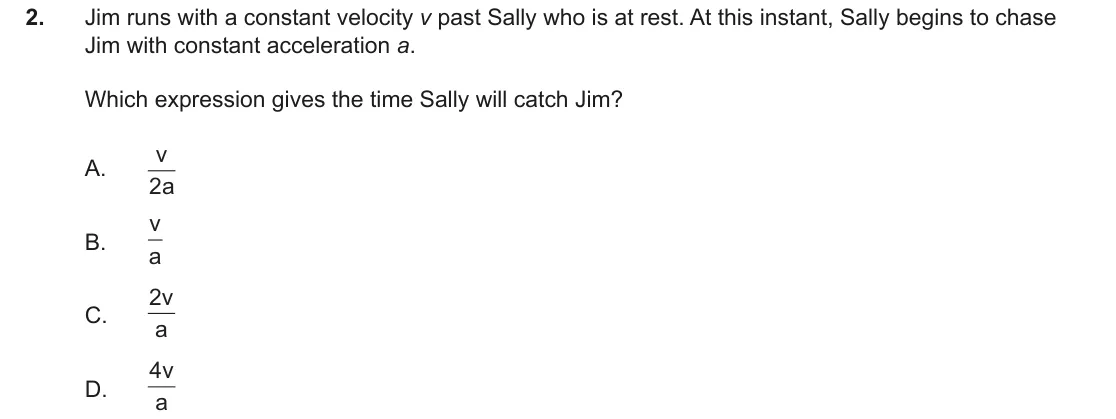 2. Jim runs with a constant velocity v past Sally who is at rest. At this instant, Sally begins to chase
Jim with constant acceleration a.
Which expression gives the time Sally will catch Jim?
A. v
2a
B. v
a
C. 2v
a
D. 4v
a